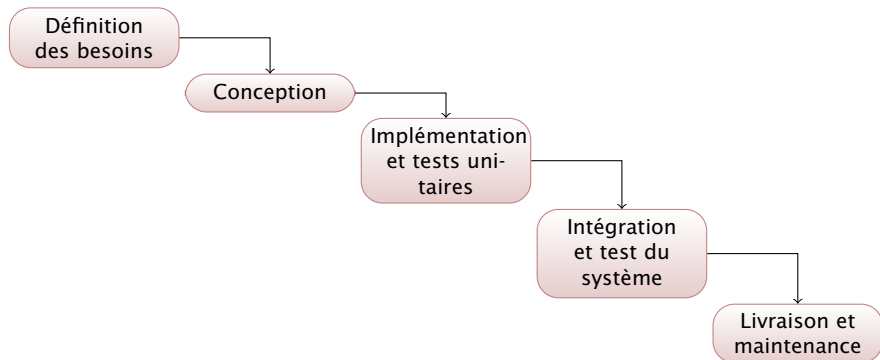 Définition
des besoins
Conception
Implémentation
et tests uni-
taires
Intégration
et test du
système
Livraison et
maintenance